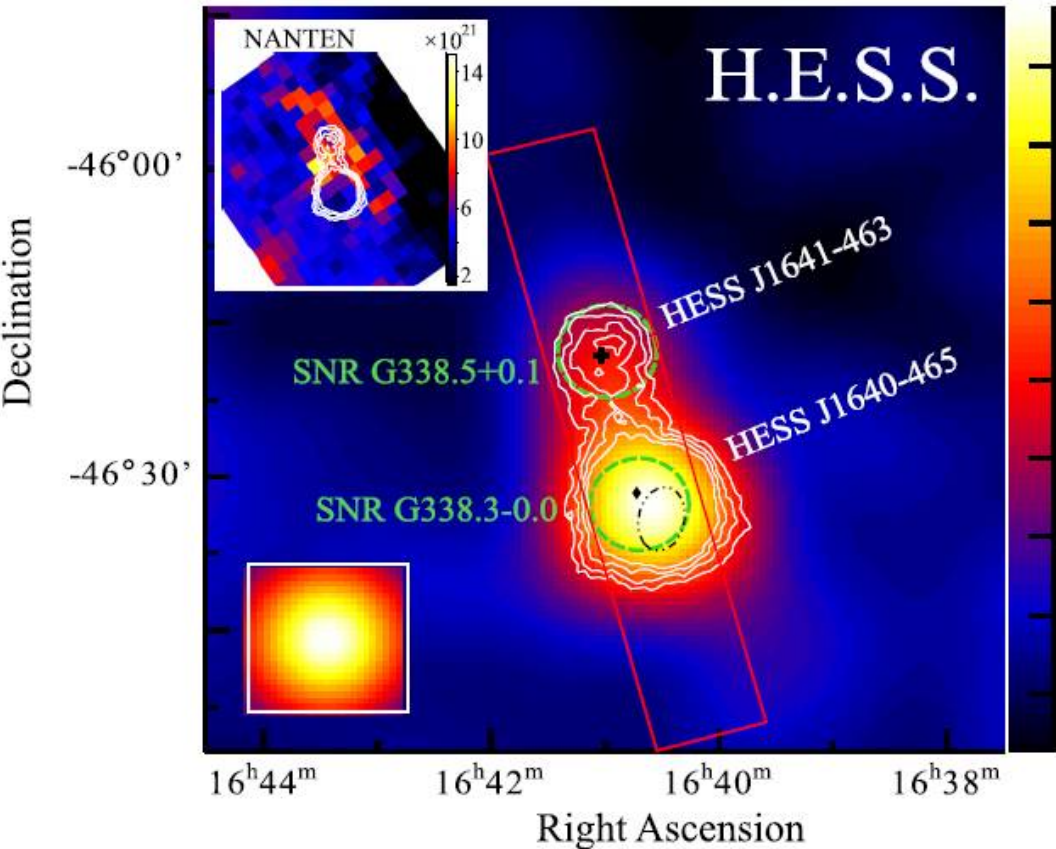 NANTEN
×10²¹
14
10
6
2
H.E.S.S.
-46°00'
Declination
HESS J1641-463
SNR G338.5+0.1
HESS J1640-465
-46°30'
SNR G338.3-0.0
16ʰ44ᵐ
16ʰ42ᵐ
16ʰ40ᵐ
16ʰ38ᵐ
Right Ascension